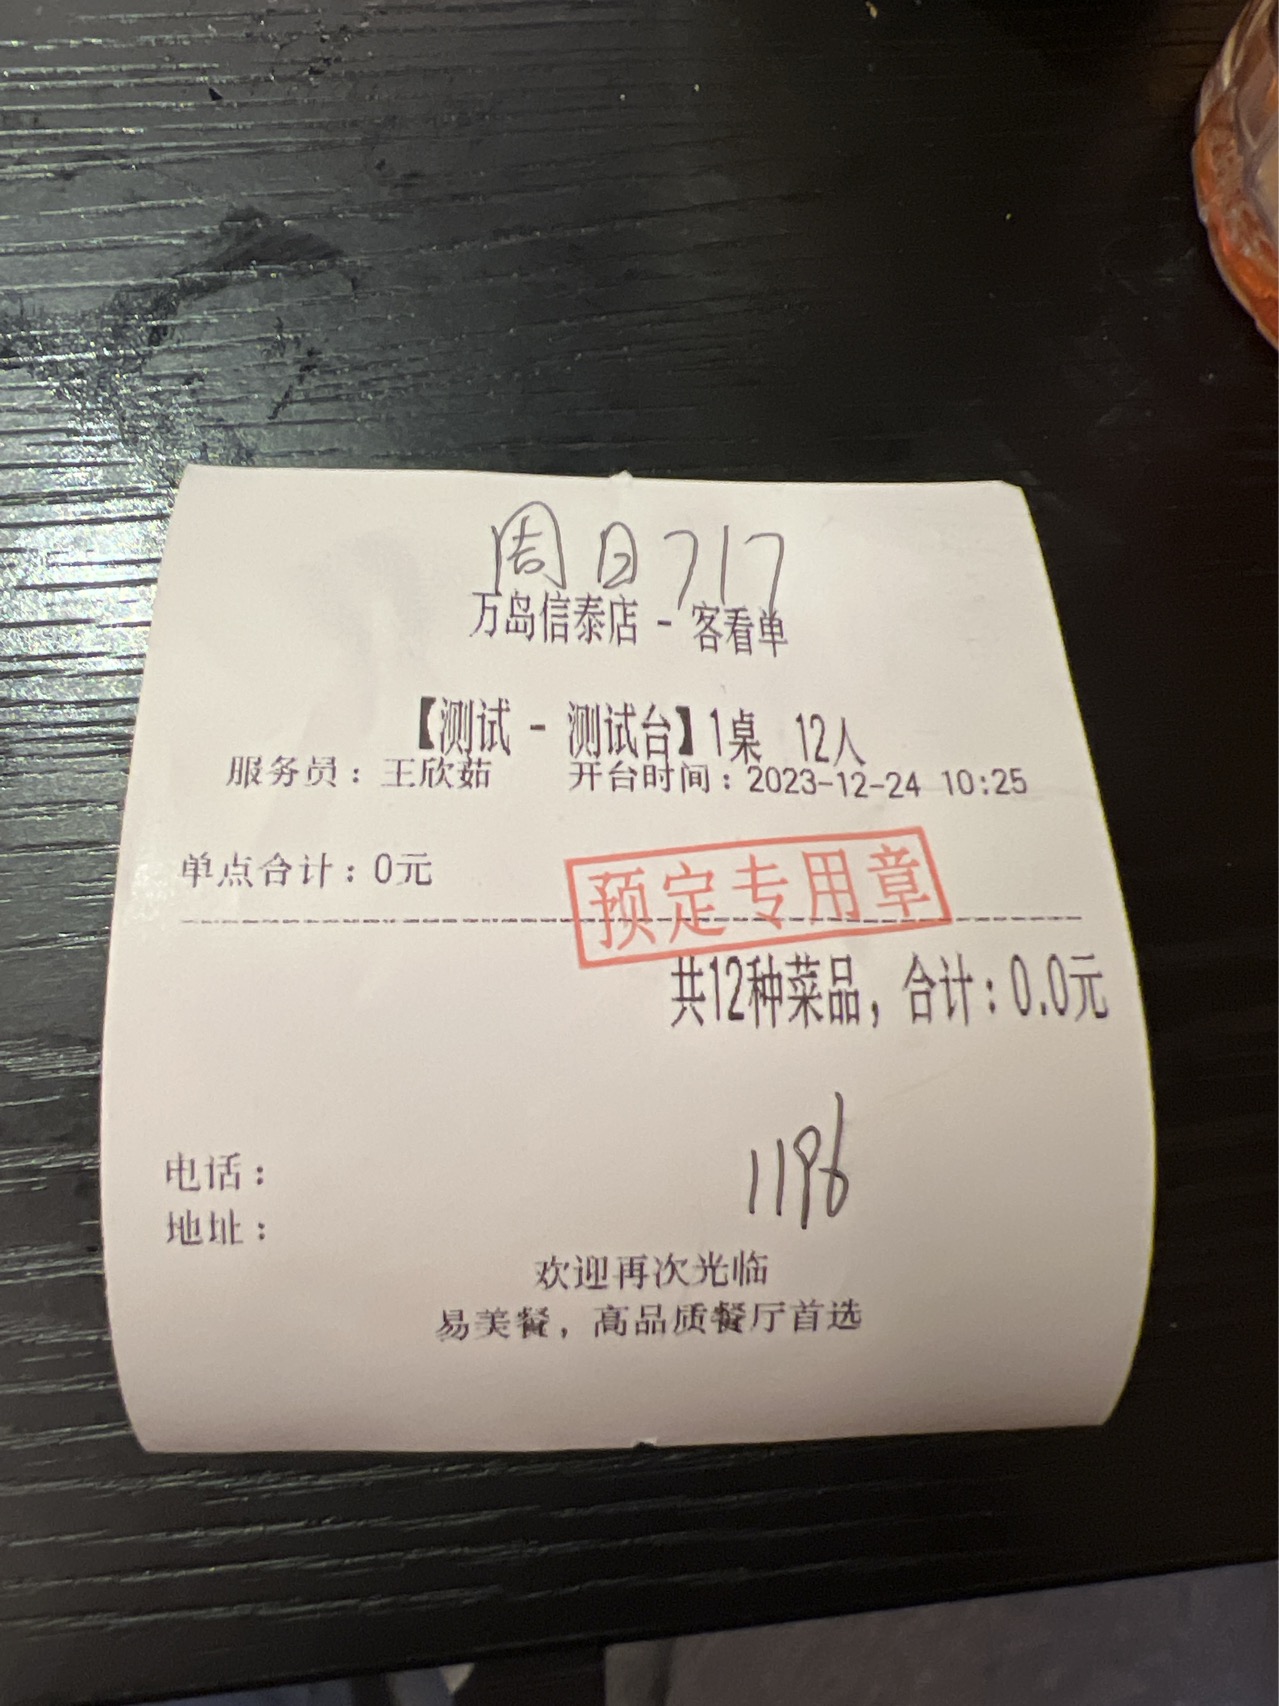 周日717
万岛信泰店 - 客看单
【测试 - 测试台】1桌 12人
服务员：王欣茹 开台时间：2023-12-24 10:25
单点合计：0元
预定专用章
共12种菜品，合计：0.0元
1196
电话：
地址：
欢迎再次光临
易美餐，高品质餐厅首选